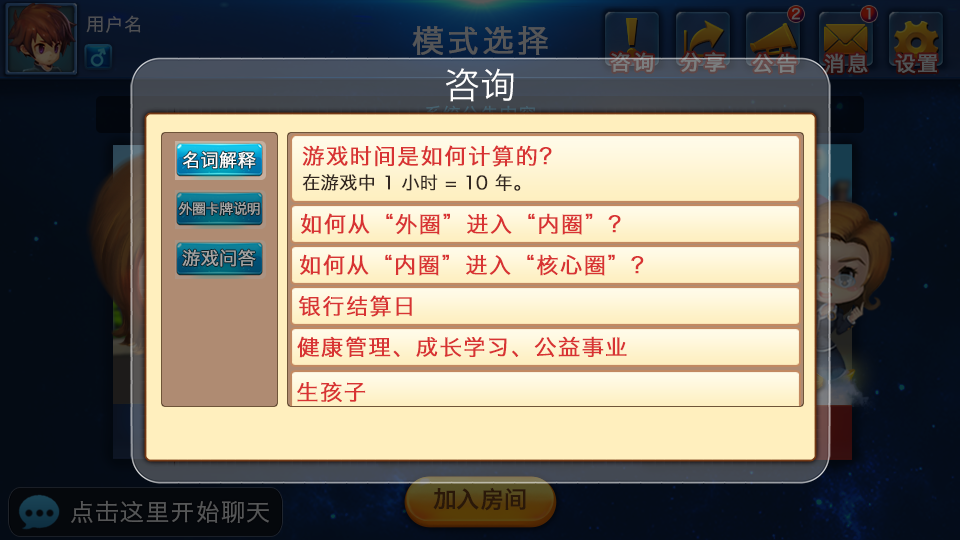 用户名
模式选择
咨询
分享
2
公告
1
消息
设置
咨询
名词解释
外圈卡牌说明
游戏问答
游戏时间是如何计算的？
在游戏中 1 小时 = 10 年。
如何从“外圈”进入“内圈”？
如何从“内圈”进入“核心圈”？
银行结算日
健康管理、成长学习、公益事业
生孩子
加入房间
点击这里开始聊天